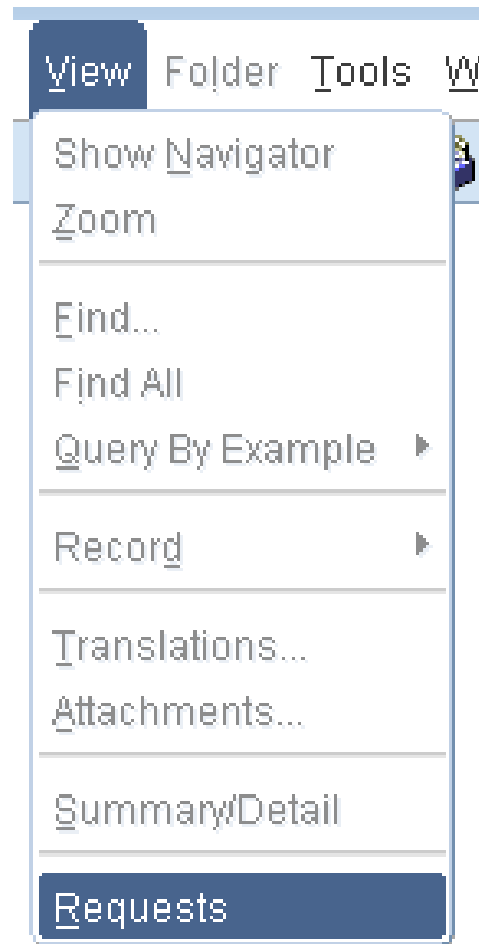 View Folder Tools W
Show Navigator
Zoom
Find...
Find All
Query By Example
Record
Translations...
Attachments...
Summary/Detail
Requests